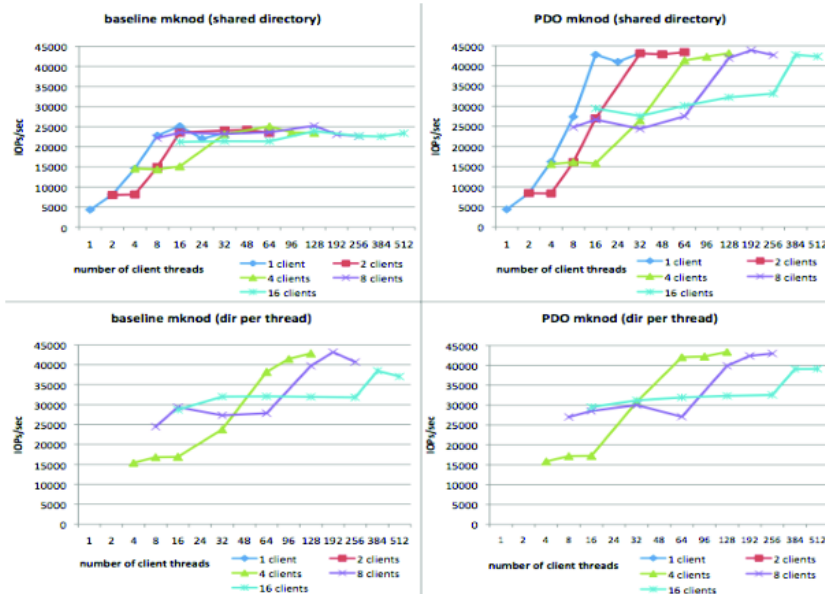 baseline mknod (shared directory)
45000
40000
35000
30000
25000
20000
15000
10000
5000
0
IOPs/sec
1 2 4 8 16 24 32 48 64 96 128 192 256 384 512
number of client threads
1 client
2 clients
4 clients
8 clients
16 clients
PDO mknod (shared directory)
45000
40000
35000
30000
25000
20000
15000
10000
5000
0
IOPs/sec
1 2 4 8 16 24 32 48 64 96 128 192 256 384 512
number of client threads
1 client
2 clients
4 clients
8 cilents
16 clients
baseline mknod (dir per thread)
45000
40000
35000
30000
25000
20000
15000
10000
5000
0
IOPs/sec
1 2 4 8 16 32 64 96 128 192 256 384 512
number of client threads
1 client
2 clients
4 clients
8 clients
16 clients
PDO mknod (dir per thread)
45000
40000
35000
30000
25000
20000
15000
10000
5000
0
IOPs/sec
1 2 4 8 16 32 64 96 128 192 256 384 512
number of client threads
1 client
2 clients
4 clients
8 clients
16 clients